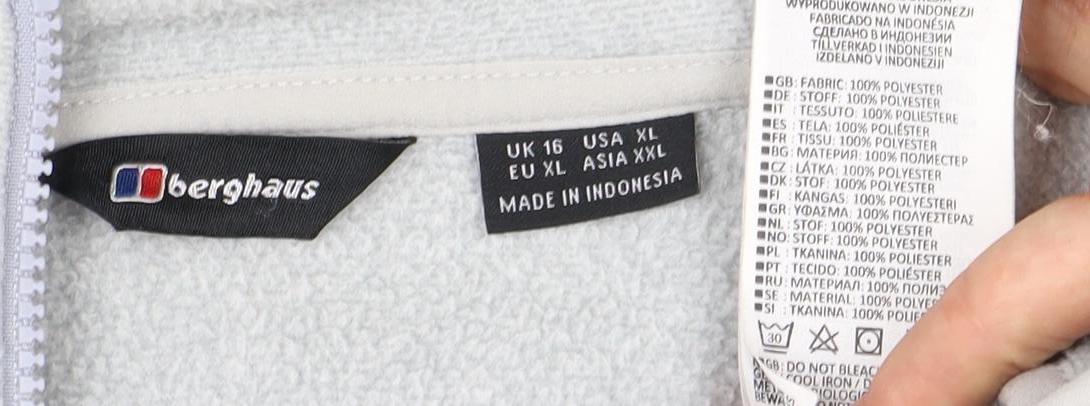 berghaus
UK 16 USA XL
EU XL ASIA XXL
MADE IN INDONESIA
WYPRODUKOWANO W INDONEZJI
FABRICADO NA INDONÉSIA
СДЕЛАНО В ИНДОНЕЗИИ
TILLVERKAD I INDONESIEN
IZDELANO V INDONEZIJI
GB: FABRIC: 100% POLYESTER
DE: STOFF: 100% POLYESTER
IT: TESSUTO: 100% POLIESTERE
ES: TELA: 100% POLIÉSTER
FR: TISSU: 100% POLYESTER
BG: МАТЕРИЯ: 100% ПОЛИЕСТЕР
CZ: LÁTKA: 100% POLYESTER
DK: STOF: 100% POLYESTER
FI: KANGAS: 100% POLYESTERI
GR: ΥΦΑΣΜΑ: 100% ΠΟΛΥΕΣΤΕΡΑΣ
NL: STOF: 100% POLYESTER
NO: STOFF: 100% POLYESTER
PL: TKANINA: 100% POLIESTER
PT: TECIDO: 100% POLIÉSTER
RU: МАТЕРИАЛ: 100% ПОЛИЭ
SE: MATERIAL: 100% POLYES
SI: TKANINA: 100% POLIE
30
GB: DO NOT BLEAC
COOL IRON / D